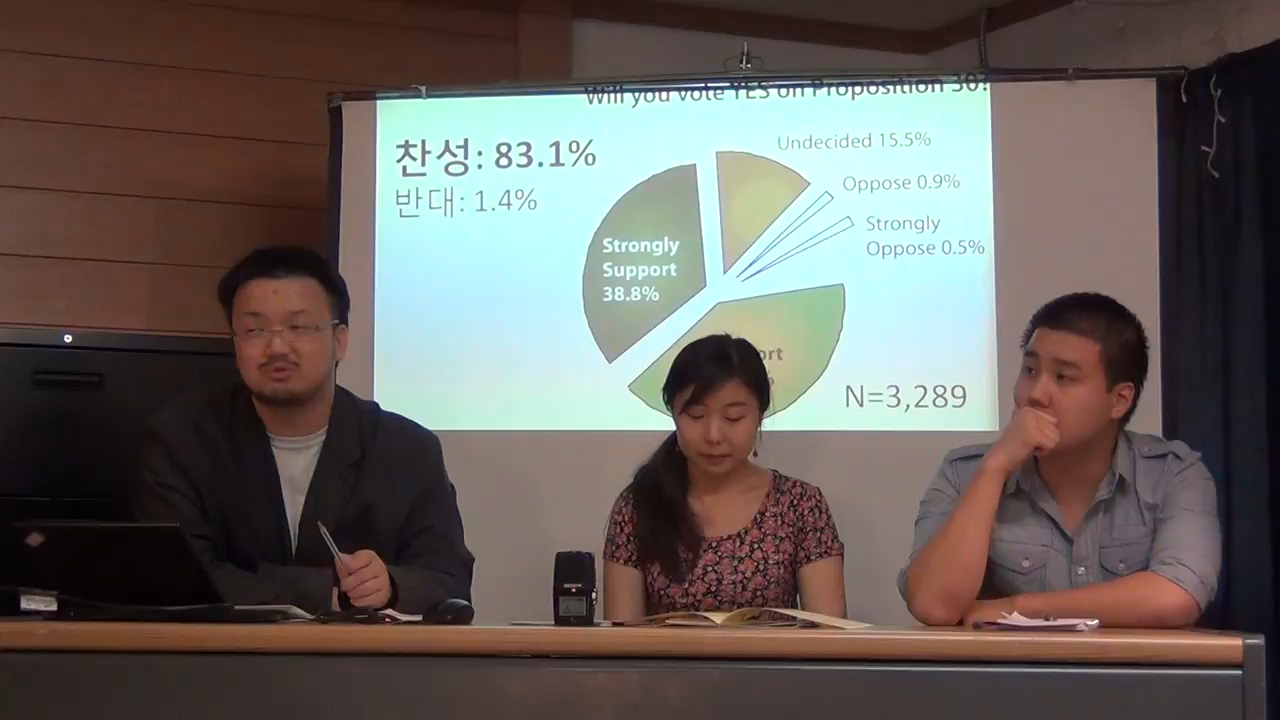 Will you vote YES on Proposition 30?
찬성: 83.1%
반대: 1.4%
Undecided 15.5%
Oppose 0.9%
Strongly
Oppose 0.5%
Strongly
Support
38.8%
N=3,289